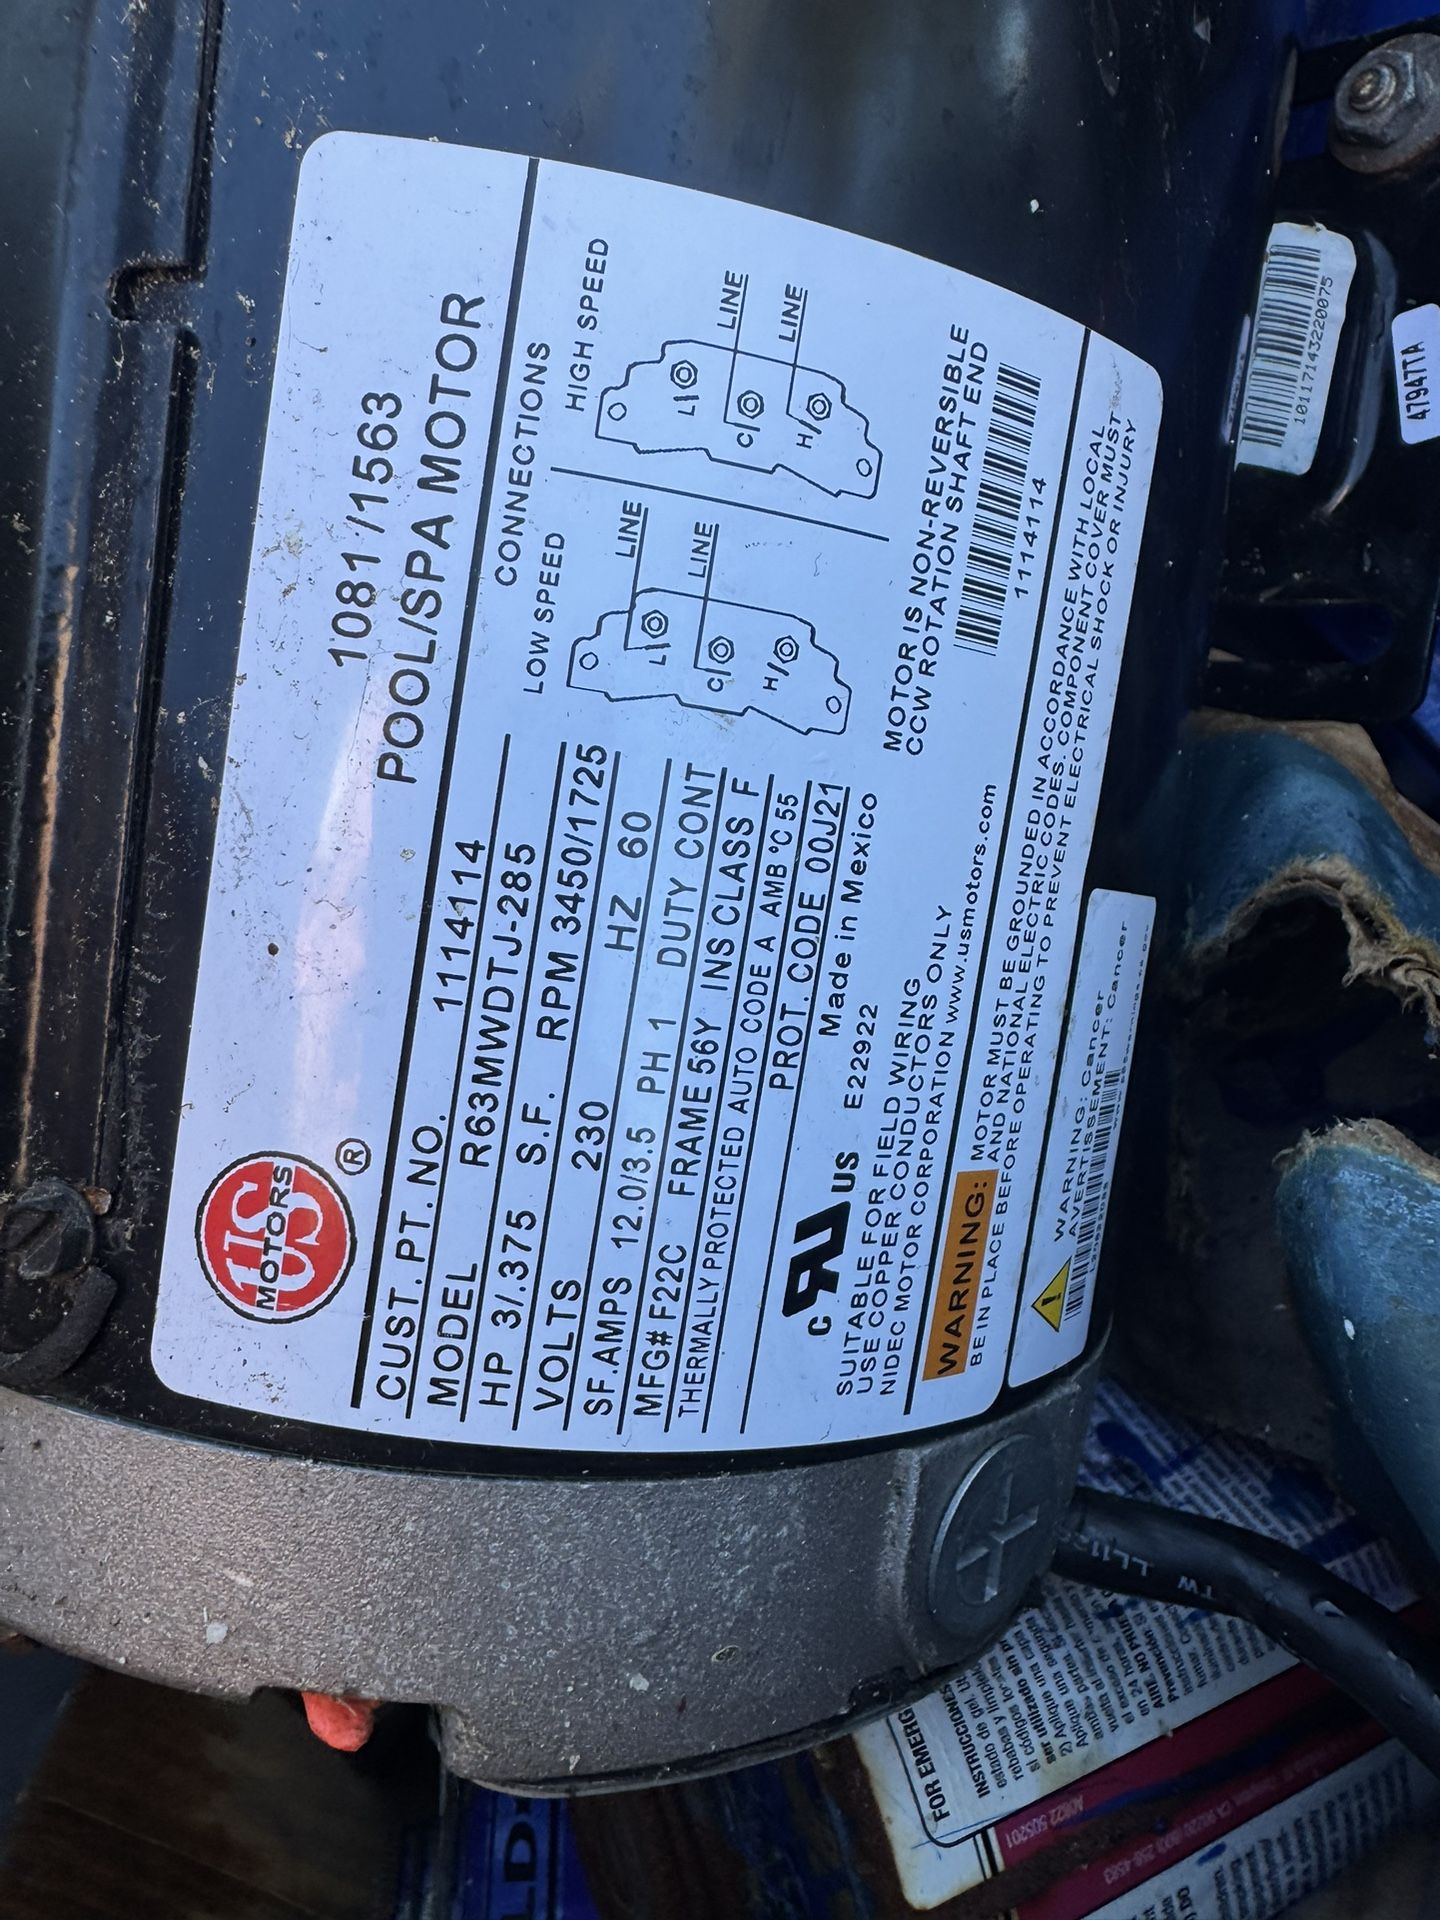 US
MOTORS
®
1081/1563
POOL/SPA MOTOR
CUST. PT. NO. 1114114
MODEL R63MWDTJ-285
HP 3/.375 S.F. RPM 3450/1725
VOLTS 230 HZ 60
SF.AMPS 12.0/3.5 PH 1 DUTY CONT
MFG# F22C FRAME 56Y INS CLASS F
THERMALLY PROTECTED AUTO CODE A AMB °C 55
PROT. CODE 00J21
CONNECTIONS
LOW SPEED
LINE
LINE
L
C
H
HIGH SPEED
LINE
LINE
L
C
H
c RU US E22922 Made in Mexico
SUITABLE FOR FIELD WIRING
USE COPPER CONDUCTORS ONLY
NIDEC MOTOR CORPORATION www.usmotors.com
MOTOR IS NON-REVERSIBLE
CCW ROTATION SHAFT END
1114114
WARNING: MOTOR MUST BE GROUNDED IN ACCORDANCE WITH LOCAL
AND NATIONAL ELECTRIC CODES. COMPONENT COVER MUST
BE IN PLACE BEFORE OPERATING TO PREVENT ELECTRICAL SHOCK OR INJURY
WARNING: Cancer
AVERTISSEMENT: Cancer
10117143220075
47947TA
FOR EMERG
INSTRUCCIONES